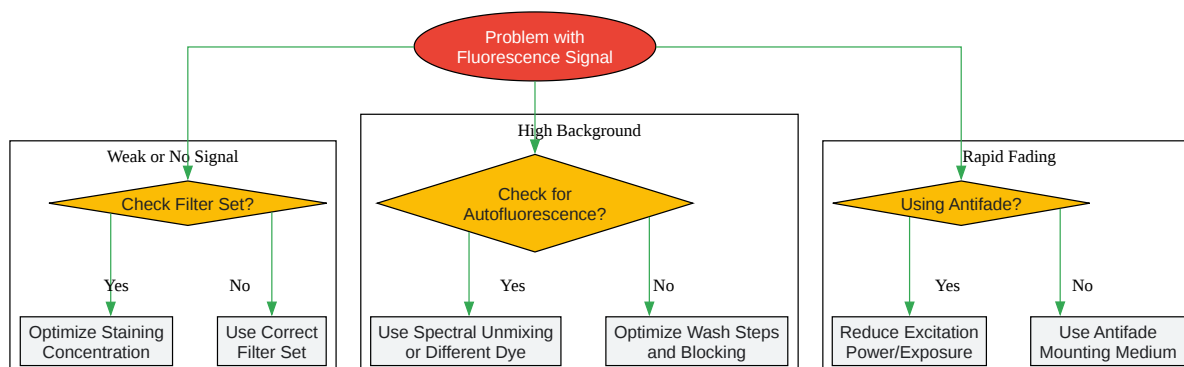 Problem with
Fluorescence Signal
Weak or No Signal
Check Filter Set?
Yes
No
Optimize Staining
Concentration
Use Correct
Filter Set
High Background
Check for
Autofluorescence?
Yes
No
Use Spectral Unmixing
or Different Dye
Optimize Wash Steps
and Blocking
Rapid Fading
Using Antifade?
Yes
No
Reduce Excitation
Power/Exposure
Use Antifade
Mounting Medium